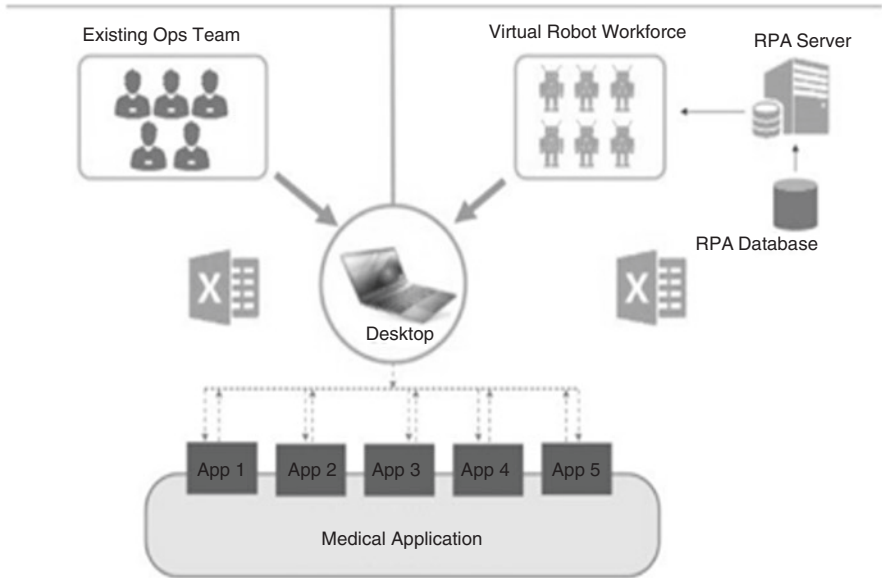 Existing Ops Team
Virtual Robot Workforce
RPA Server
RPA Database
X
X
Desktop
App 1
App 2
App 3
App 4
App 5
Medical Application